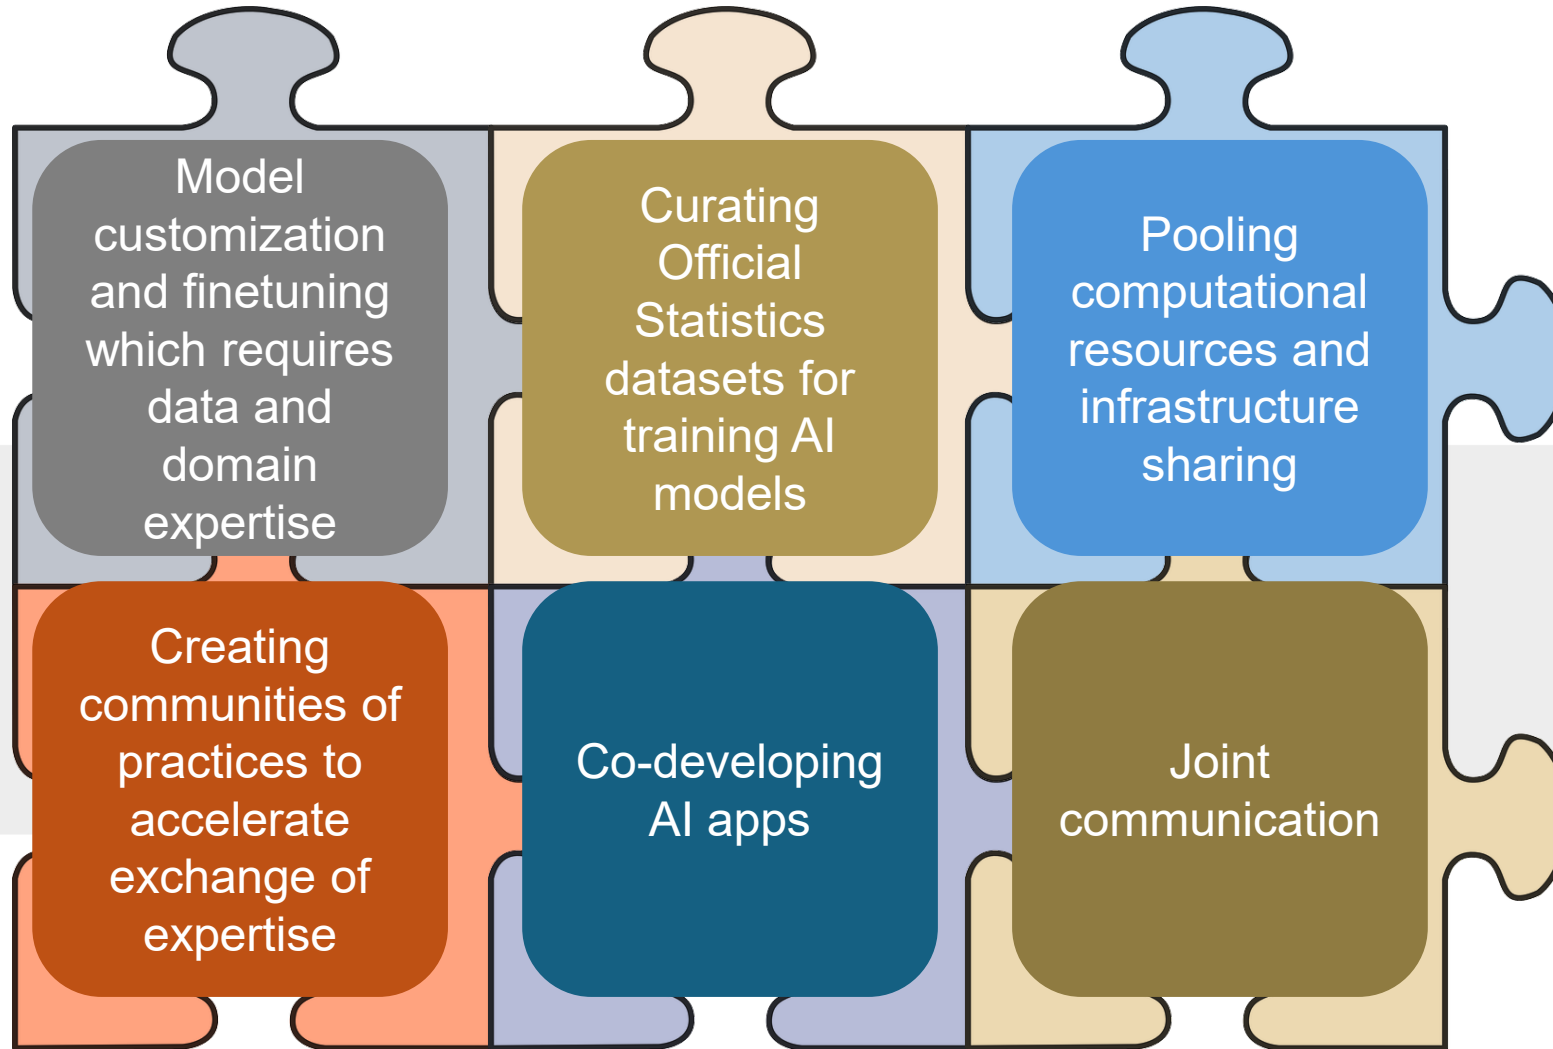 Model
customization
and finetuning
which requires
data and
domain
expertise
Curating
Official
Statistics
datasets for
training AI
models
Pooling
computational
resources and
infrastructure
sharing
Creating
communities of
practices to
accelerate
exchange of
expertise
Co-developing
AI apps
Joint
communication